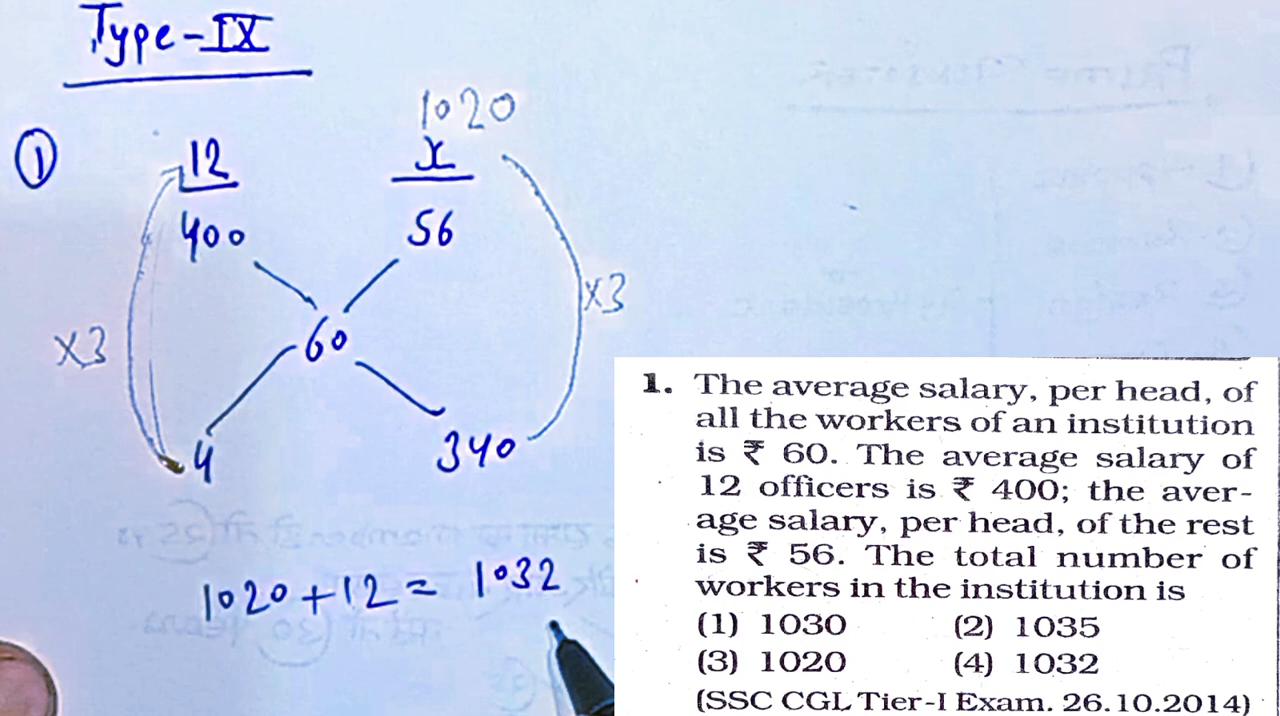 Type-IX
①
1020
12 x
400 56
×3 60 ×3
4 340
1020+12= 1032
1. The average salary, per head, of
all the workers of an institution
is ₹ 60. The average salary of
12 officers is ₹ 400; the aver-
age salary, per head, of the rest
is ₹ 56. The total number of
workers in the institution is
(1) 1030 (2) 1035
(3) 1020 (4) 1032
(SSC CGL Tier-I Exam. 26.10.2014)